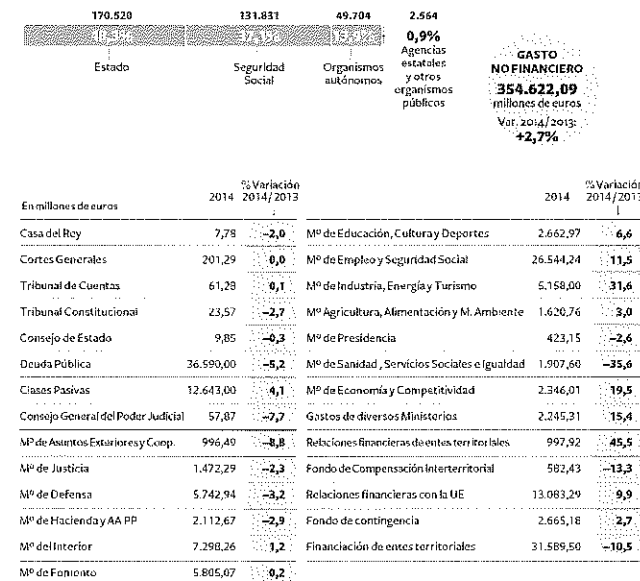 170.520 131.831 49.704 2.564
0,9%
Estado
Seguridad
Social
Organismos
autónomos
Agencias
estatales
y otros
organismos
públicos
GASTO
NO FINANCIERO
354.622,09
millones de euros
Var. 2014/2013:
+2,7%
En millones de euros 2014 % Variación 2014/2013
Casa del Rey 7,78 -2,0
Cortes Generales 201,29 0,0
Tribunal de Cuentas 61,28 0,1
Tribunal Constitucional 23,57 -2,7
Consejo de Estado 9,85 -0,3
Deuda Pública 36.590,00 -5,2
Clases Pasivas 12.643,00 4,1
Consejo General del Poder Judicial 57,87 -7,7
Mº de Asuntos Exteriores y Coop. 996,49 -8,8
Mº de Justicia 1.472,29 -2,3
Mº de Defensa 5.742,94 -3,2
Mº de Hacienda y AA PP 2.112,67 -2,9
Mº del Interior 7.298,26 1,2
Mº de Fomento 5.805,07 0,2
2014 % Variación 2014/2013
Mº de Educación, Cultura y Deportes 2.662,97 6,6
Mº de Empleo y Seguridad Social 26.544,24 11,5
Mº de Industria, Energía y Turismo 5.158,00 31,6
Mº Agricultura, Alimentación y M. Ambiente 1.620,76 3,0
Mº de Presidencia 423,15 -2,6
Mº de Sanidad, Servicios Sociales e Igualdad 1.907,60 -35,6
Mº de Economía y Competitividad 2.346,01 19,5
Gastos de diversos Ministerios 2.245,31 15,4
Relaciones financieras de entes territoriales 997,92 45,5
Fondo de Compensación Interterritorial 582,43 -13,3
Relaciones financieras con la UE 13.083,29 9,9
Fondo de contingencia 2.665,18 2,7
Financiación de entes territoriales 31.589,50 -10,5